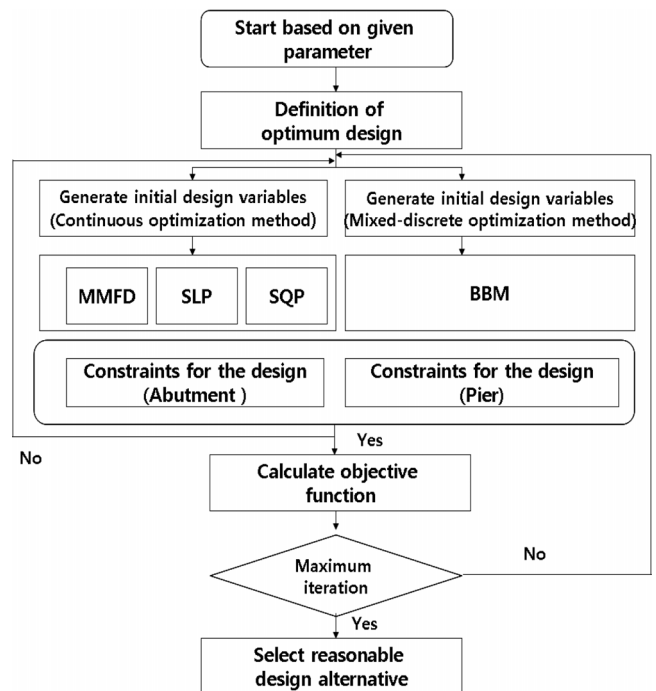 Start based on given
parameter
Definition of
optimum design
Generate initial design variables
(Continuous optimization method)
Generate initial design variables
(Mixed-discrete optimization method)
MMFD
SLP
SQP
BBM
Constraints for the design
(Abutment )
Constraints for the design
(Pier)
Yes
No
Calculate objective
function
Maximum
iteration
No
Yes
Select reasonable
design alternative